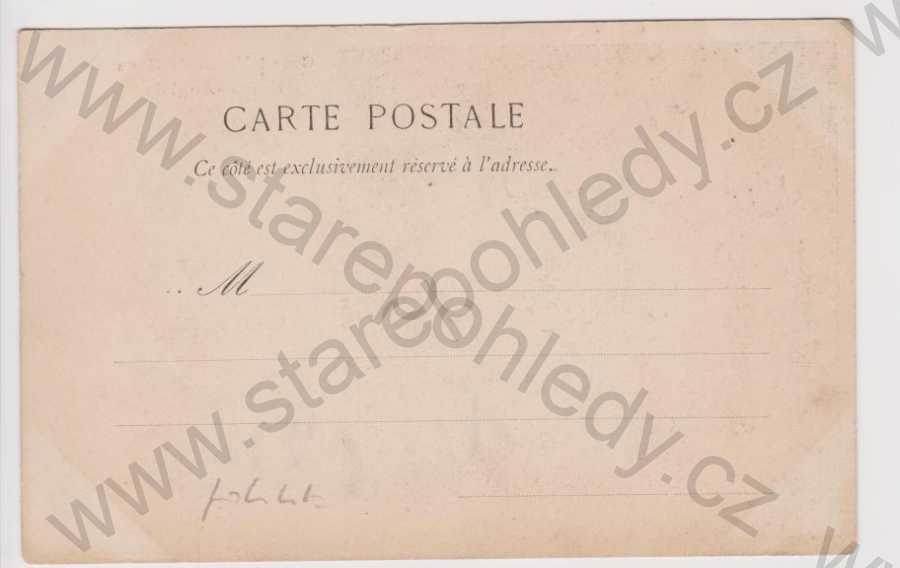 CARTE POSTALE
Ce côté est exclusivement réservé à l'adresse.
M
www.starepohledy.cz
www.starepohledy.cz